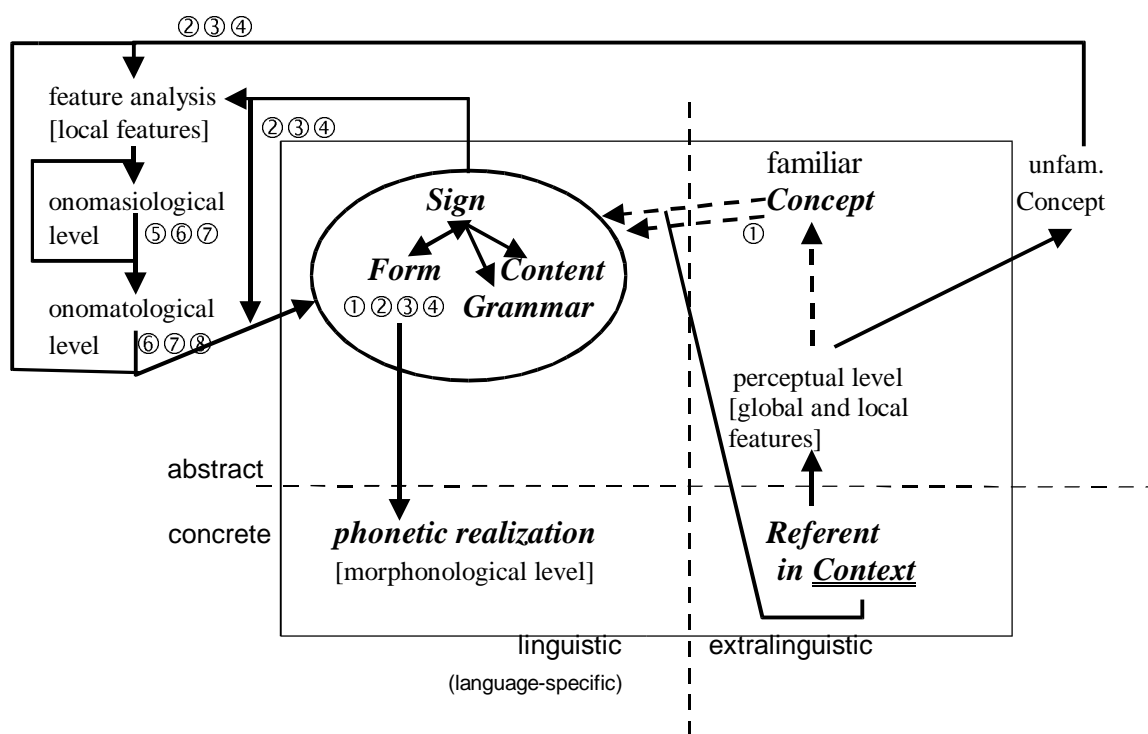 ②③④
feature analysis
[local features]
②③④
onomasiological
level
⑤⑥⑦
onomatological
level
⑥⑦⑧
Sign
Form
Content
Grammar
①②③④
familiar
Concept
①
unfam.
Concept
perceptual level
[global and local
features]
abstract
concrete
phonetic realization
[morphonological level]
Referent
in Context
linguistic
(language-specific)
extralinguistic